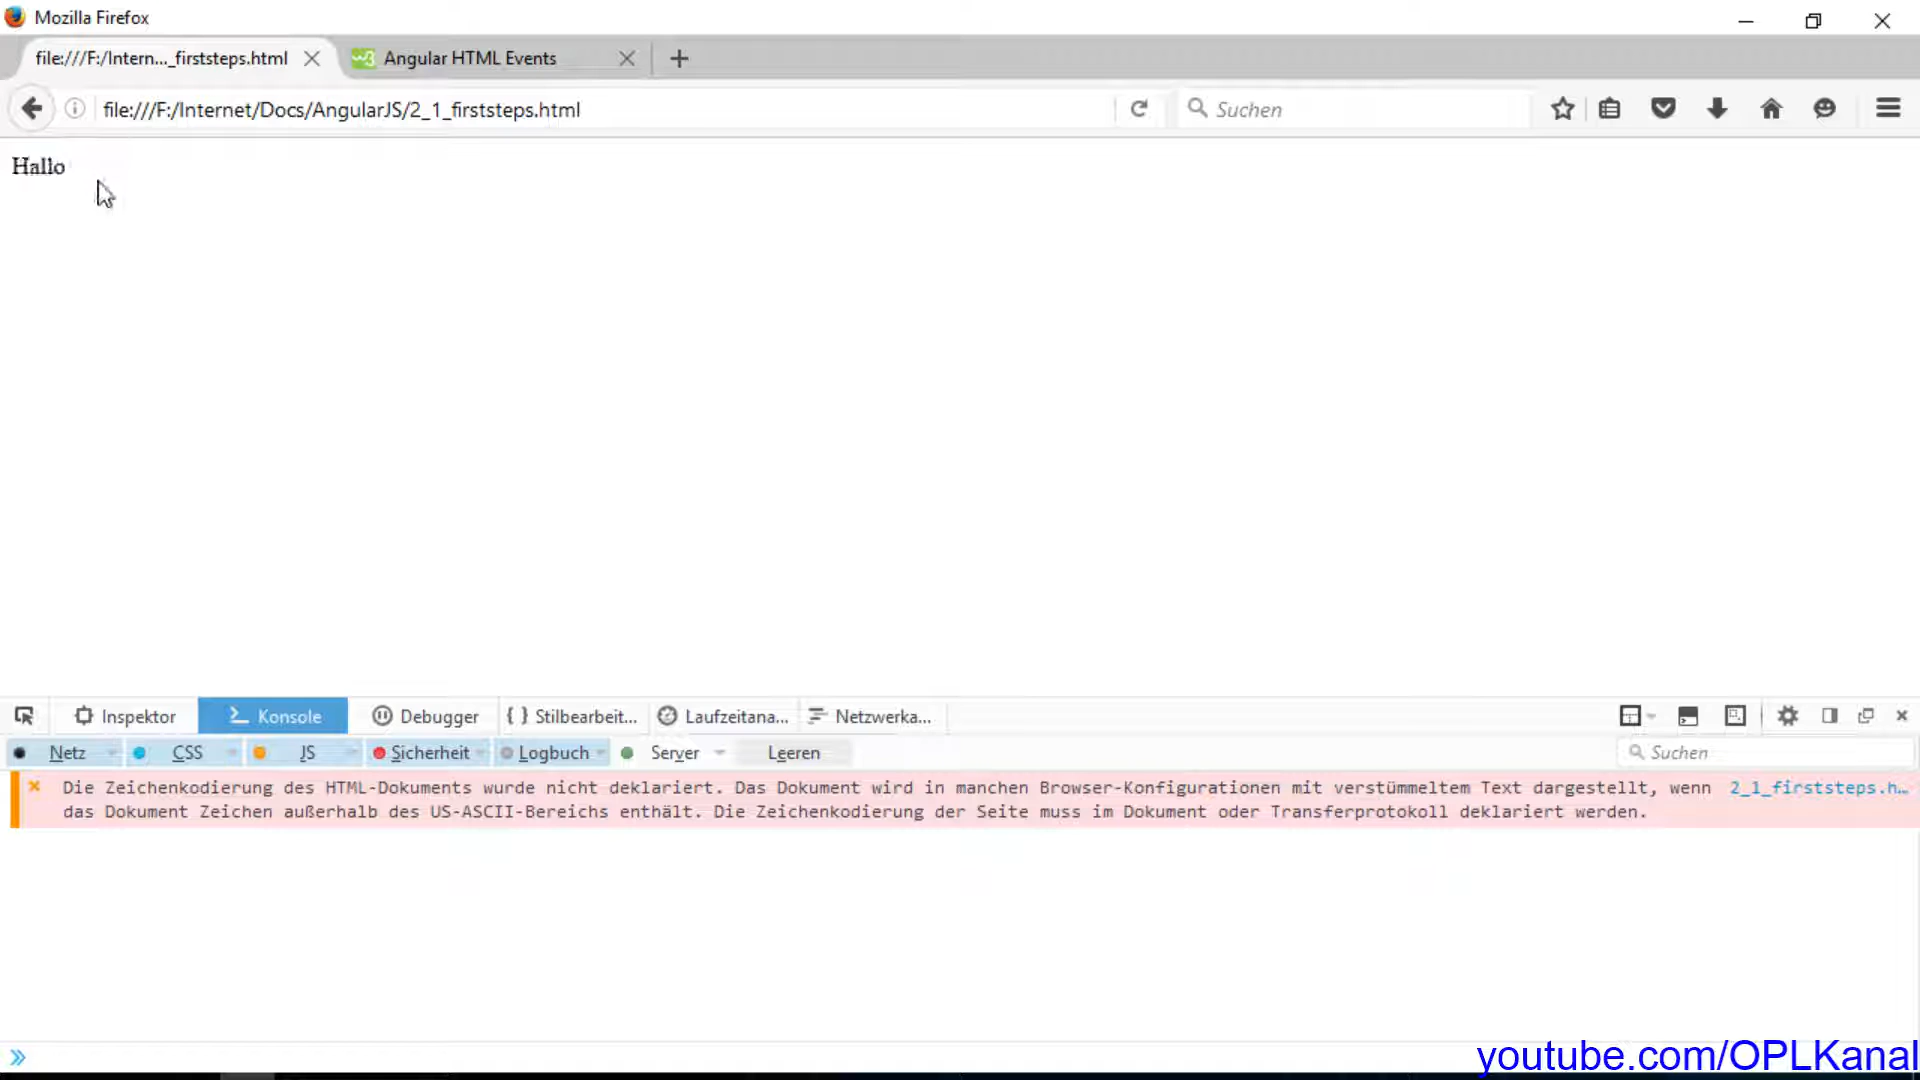 Mozilla Firefox
file:///F:/Intern..._firststeps.html
Angular HTML Events
file:///F:/Internet/Docs/AngularJS/2_1_firststeps.html
Suchen
Hallo
Inspektor
Konsole
Debugger
Stilbearbeit...
Laufzeitana...
Netzwerka...
Netz
CSS
JS
Sicherheit
Logbuch
Server
Leeren
Suchen
Die Zeichenkodierung des HTML-Dokuments wurde nicht deklariert. Das Dokument wird in manchen Browser-Konfigurationen mit verstümmeltem Text dargestellt, wenn
2_1_firststeps.h…
das Dokument Zeichen außerhalb des US-ASCII-Bereichs enthält. Die Zeichenkodierung der Seite muss im Dokument oder Transferprotokoll deklariert werden.
youtube.com/OPLKanal